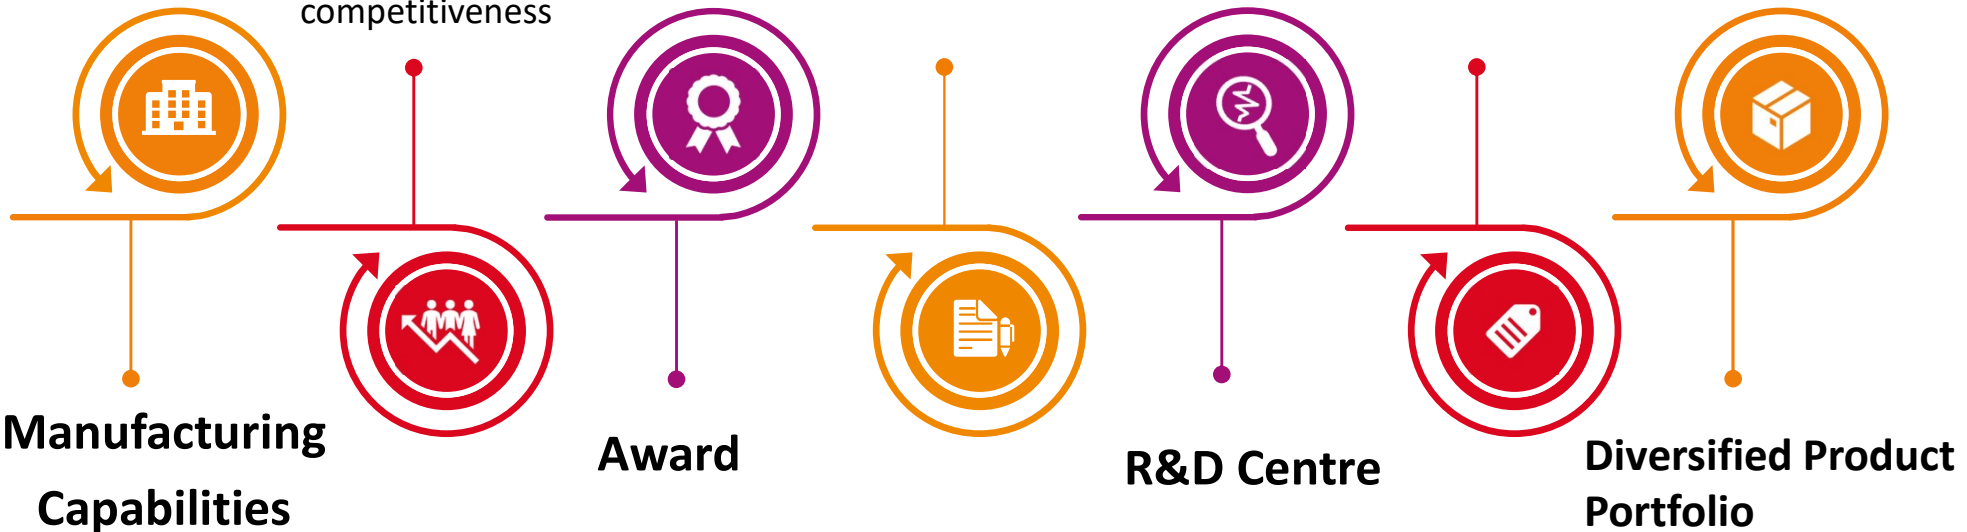 competitiveness
Manufacturing
Capabilities
Award
R&D Centre
Diversified Product
Portfolio